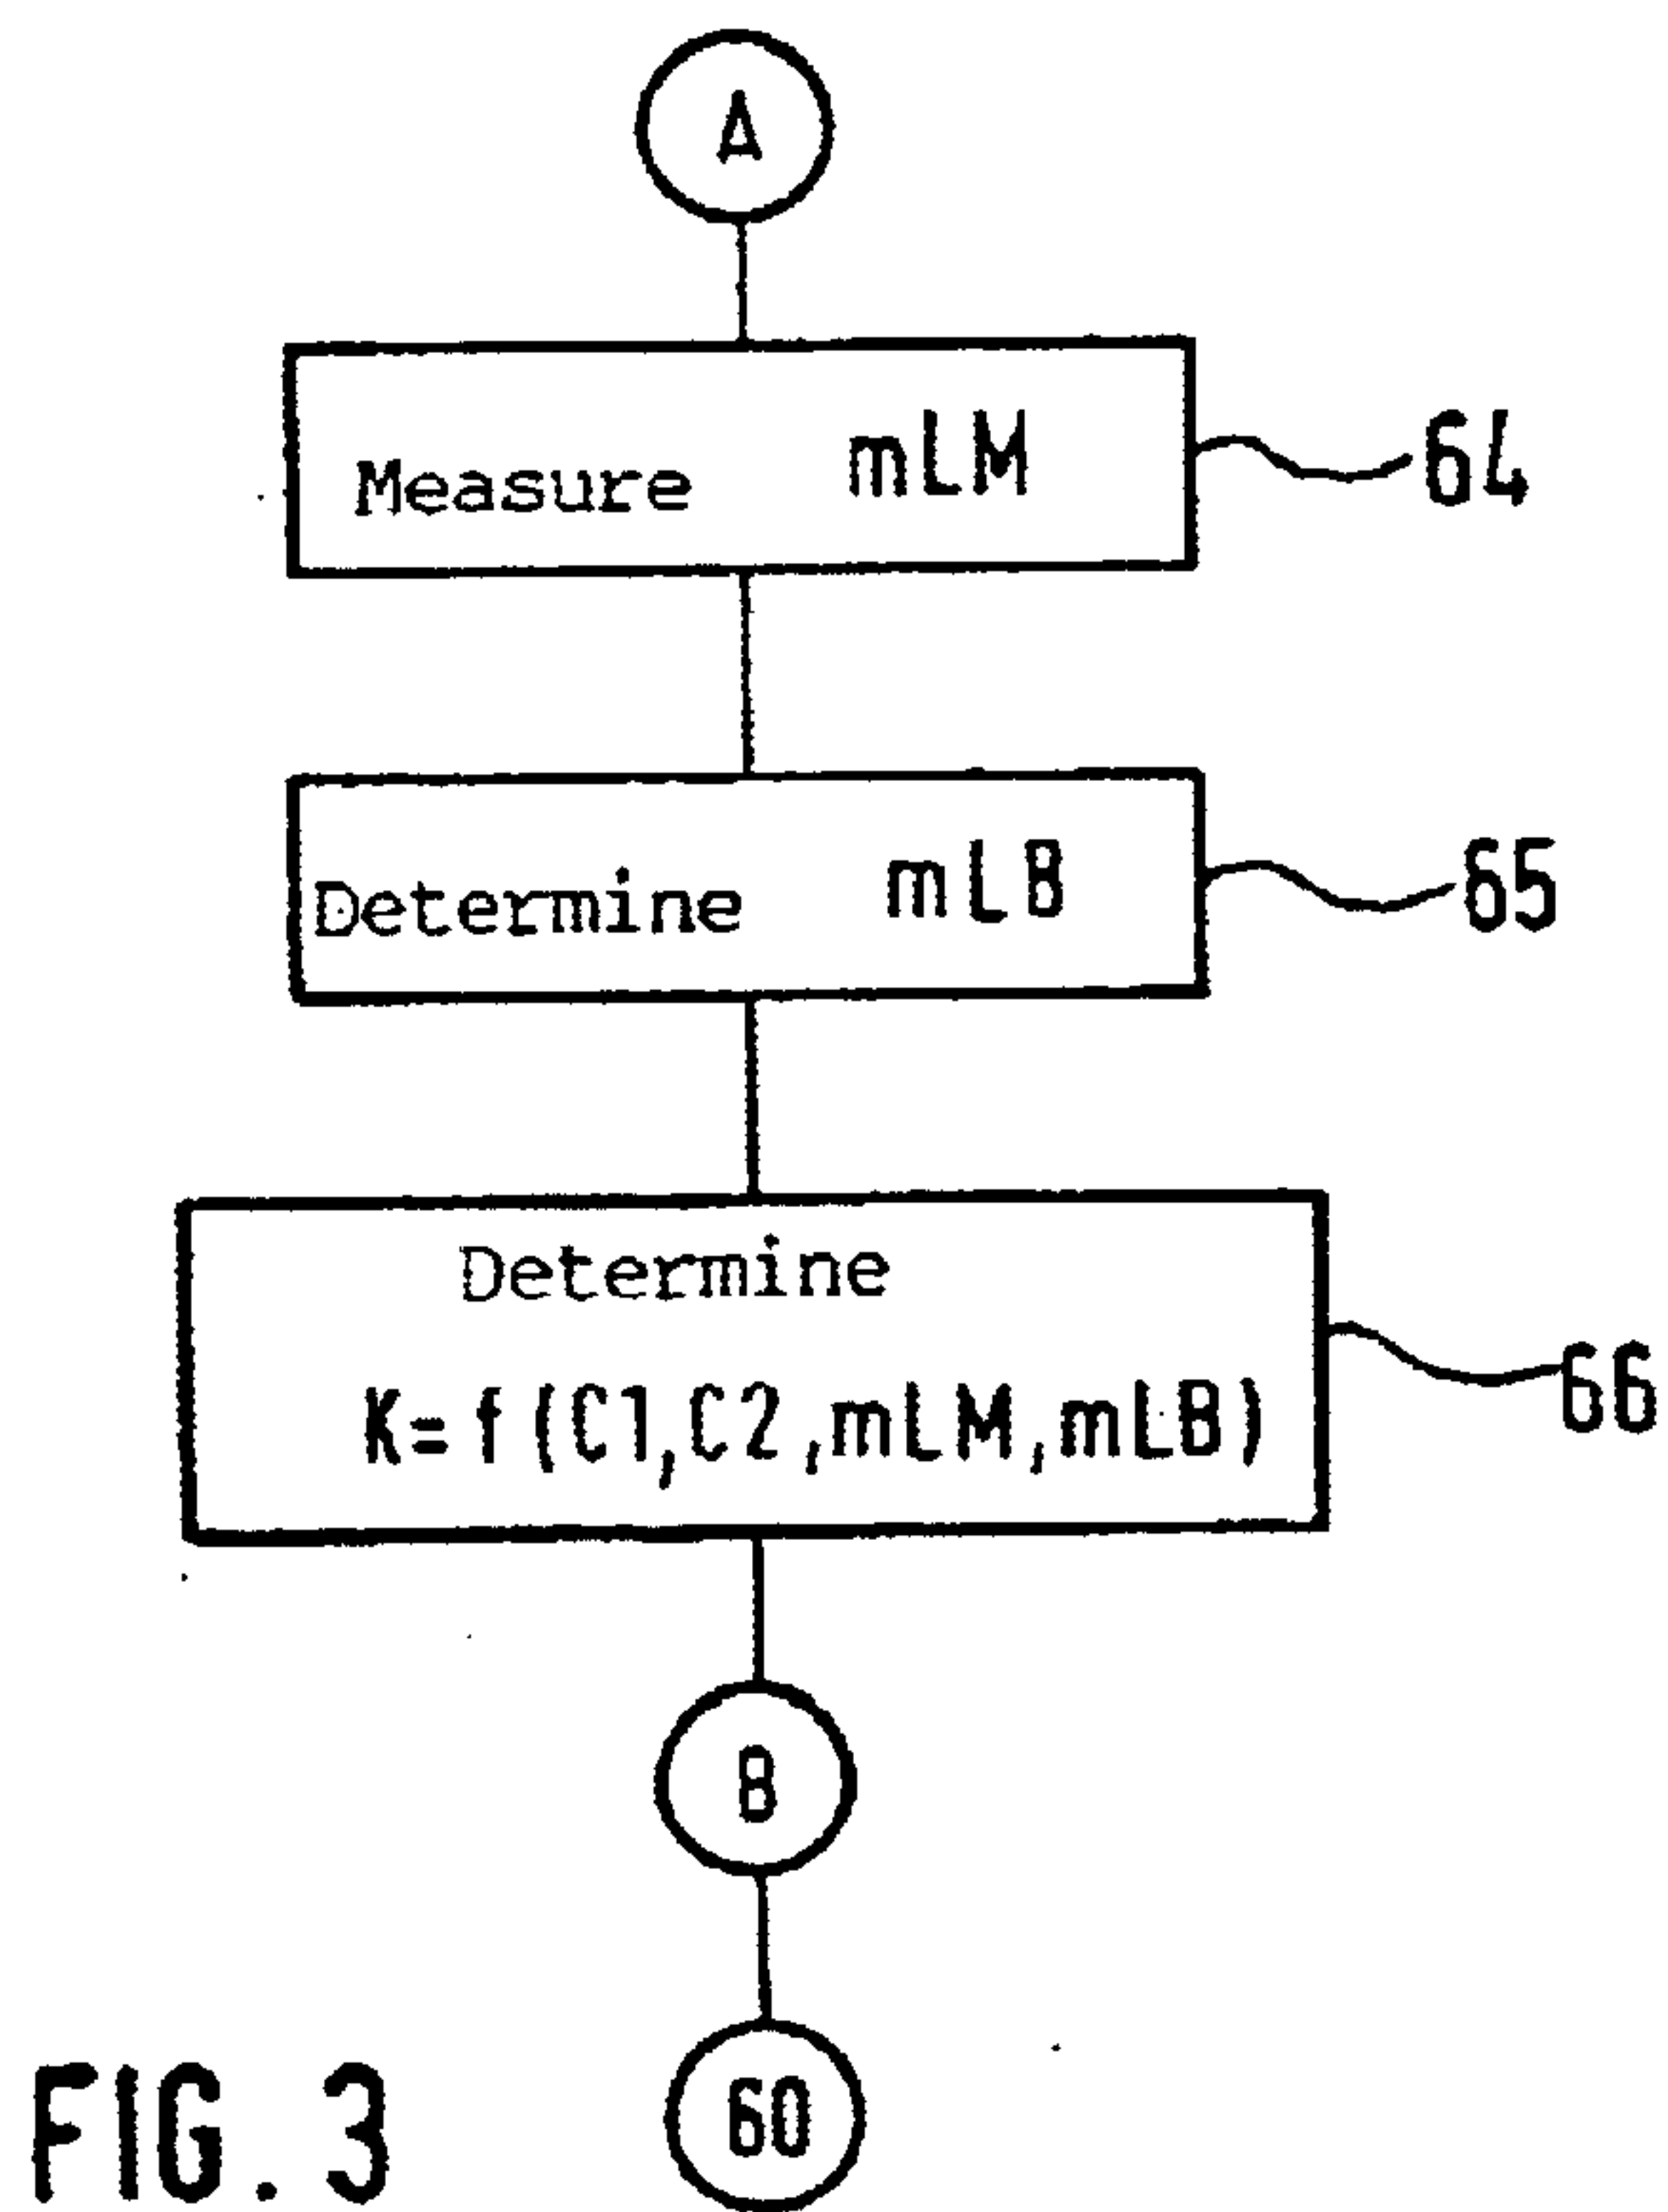 A
Measure mLM 64
Determine mLB 65
Determine
K=f(C1,C2,mLM,mLB) 66
B
60
FIG. 3